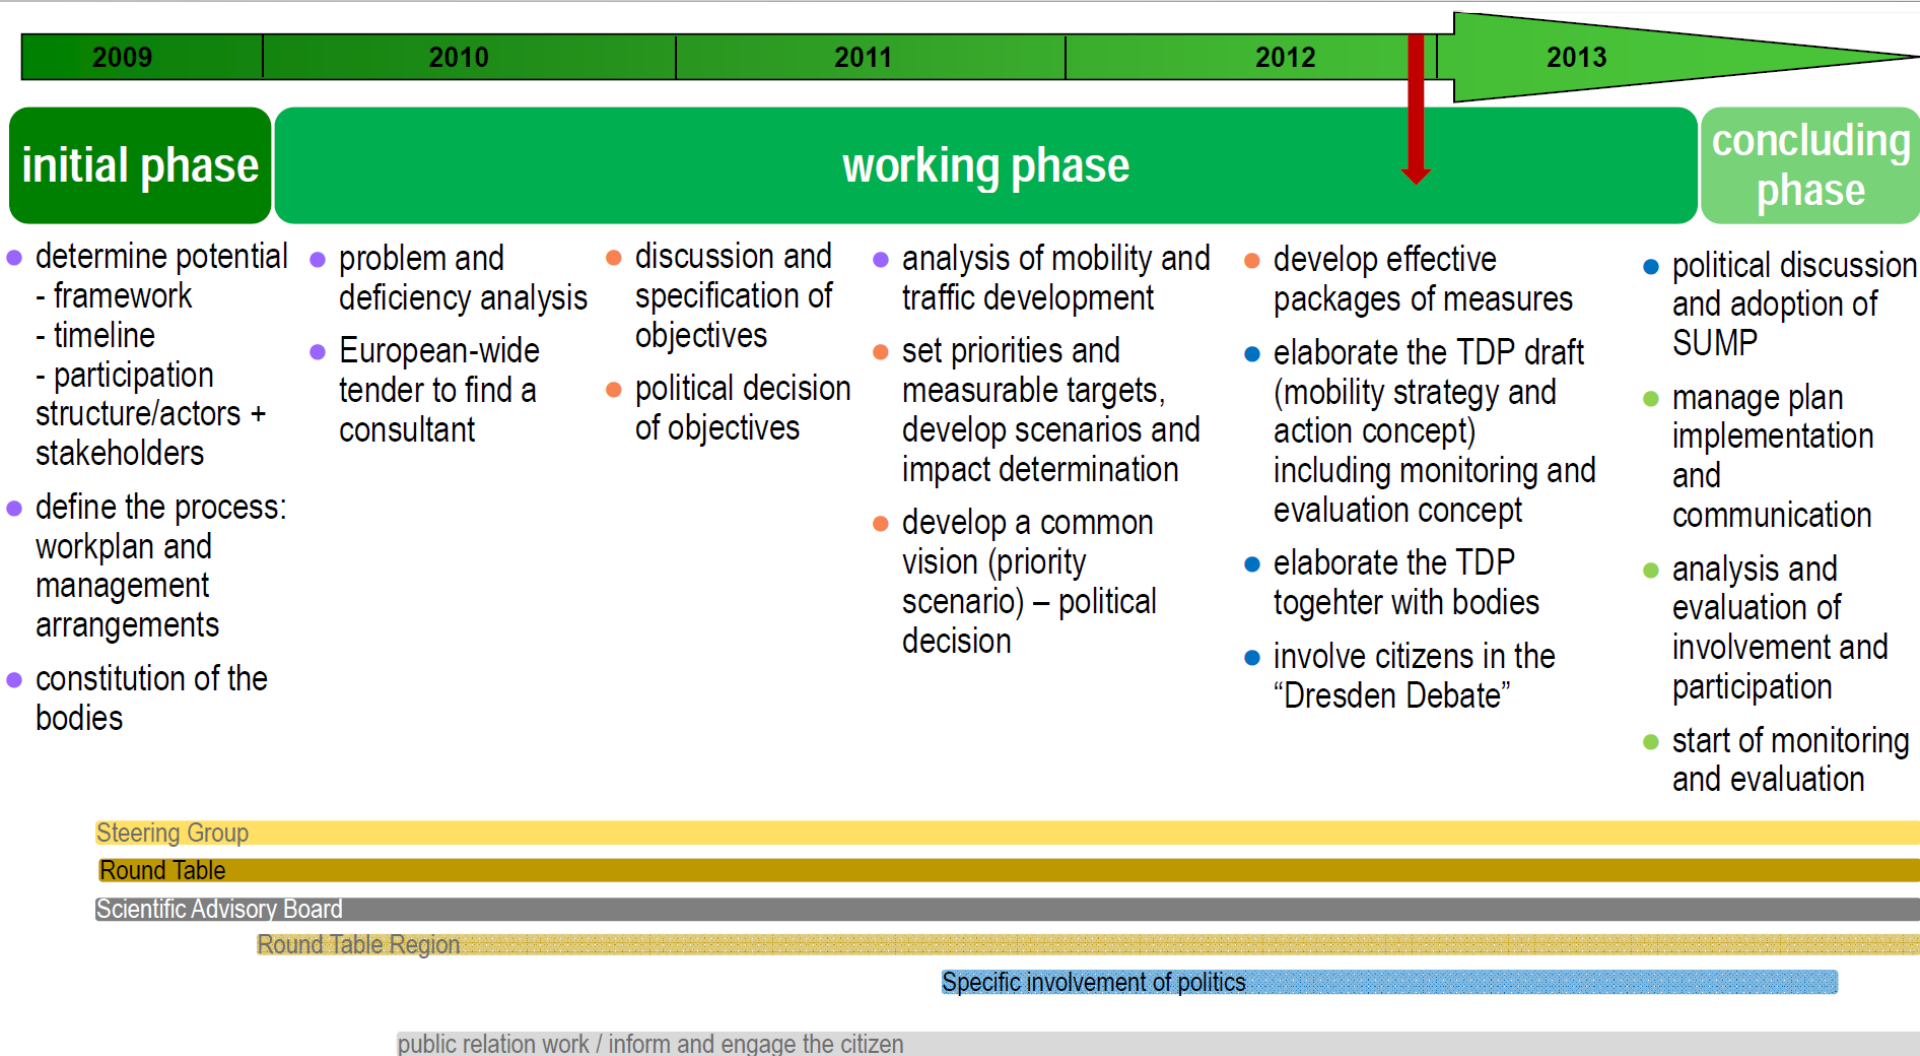 2009
2010
2011
2012
2013
initial phase
working phase
concluding
phase
determine potential
- framework
- timeline
- participation
structure/actors +
stakeholders
define the process:
workplan and
management
arrangements
constitution of the
bodies
problem and
deficiency analysis
European-wide
tender to find a
consultant
discussion and
specification of
objectives
political decision
of objectives
analysis of mobility and
traffic development
set priorities and
measurable targets,
develop scenarios and
impact determination
develop a common
vision (priority
scenario) – political
decision
develop effective
packages of measures
elaborate the TDP draft
(mobility strategy and
action concept)
including monitoring and
evaluation concept
elaborate the TDP
togehter with bodies
involve citizens in the
“Dresden Debate”
political discussion
and adoption of
SUMP
manage plan
implementation
and
communication
analysis and
evaluation of
involvement and
participation
start of monitoring
and evaluation
Steering Group
Round Table
Scientific Advisory Board
Round Table Region
Specific involvement of politics
public relation work / inform and engage the citizen